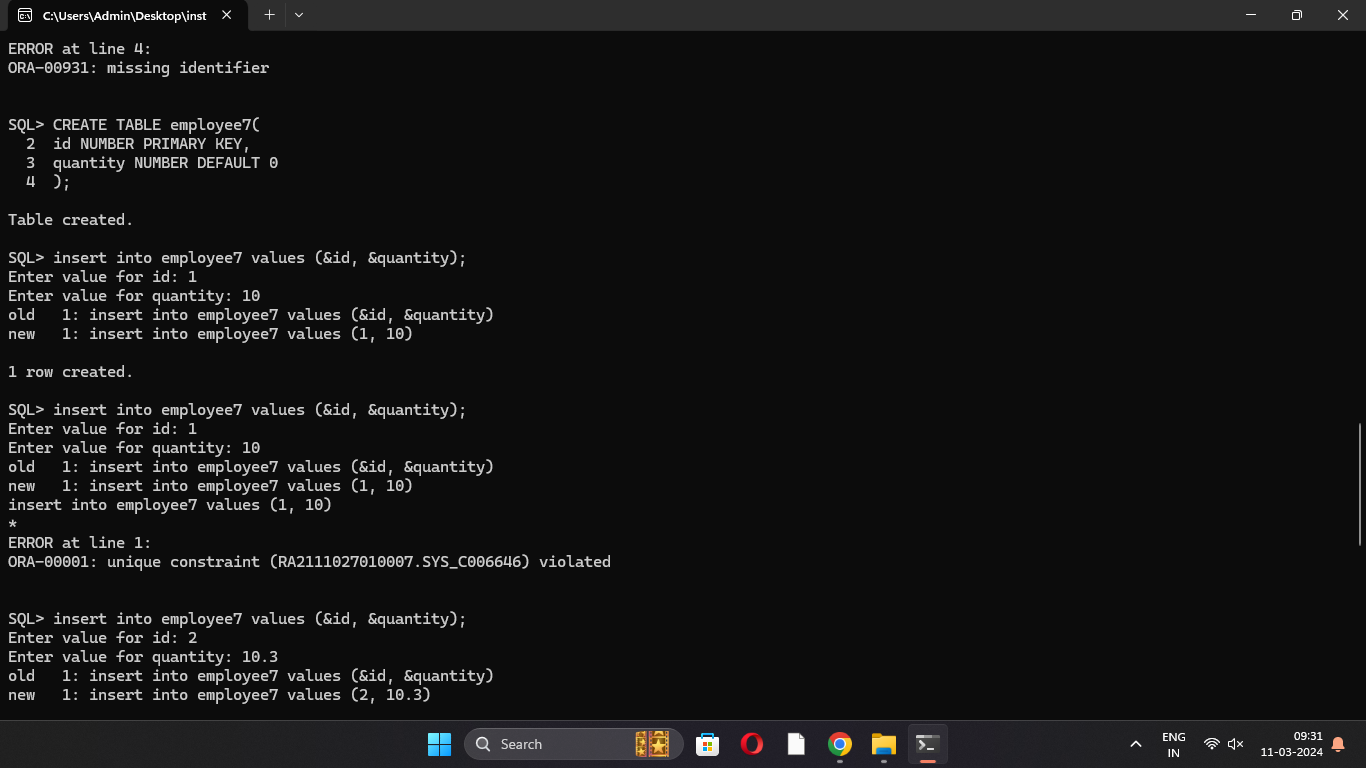 C:\Users\Admin\Desktop\inst
ERROR at line 4:
ORA-00931: missing identifier
SQL> CREATE TABLE employee7(
  2  id NUMBER PRIMARY KEY,
  3  quantity NUMBER DEFAULT 0
  4  );
Table created.
SQL> insert into employee7 values (&id, &quantity);
Enter value for id: 1
Enter value for quantity: 10
old   1: insert into employee7 values (&id, &quantity)
new   1: insert into employee7 values (1, 10)
1 row created.
SQL> insert into employee7 values (&id, &quantity);
Enter value for id: 1
Enter value for quantity: 10
old   1: insert into employee7 values (&id, &quantity)
new   1: insert into employee7 values (1, 10)
insert into employee7 values (1, 10)
*
ERROR at line 1:
ORA-00001: unique constraint (RA2111027010007.SYS_C006646) violated
SQL> insert into employee7 values (&id, &quantity);
Enter value for id: 2
Enter value for quantity: 10.3
old   1: insert into employee7 values (&id, &quantity)
new   1: insert into employee7 values (2, 10.3)
Search
ENG
IN
09:31
11-03-2024